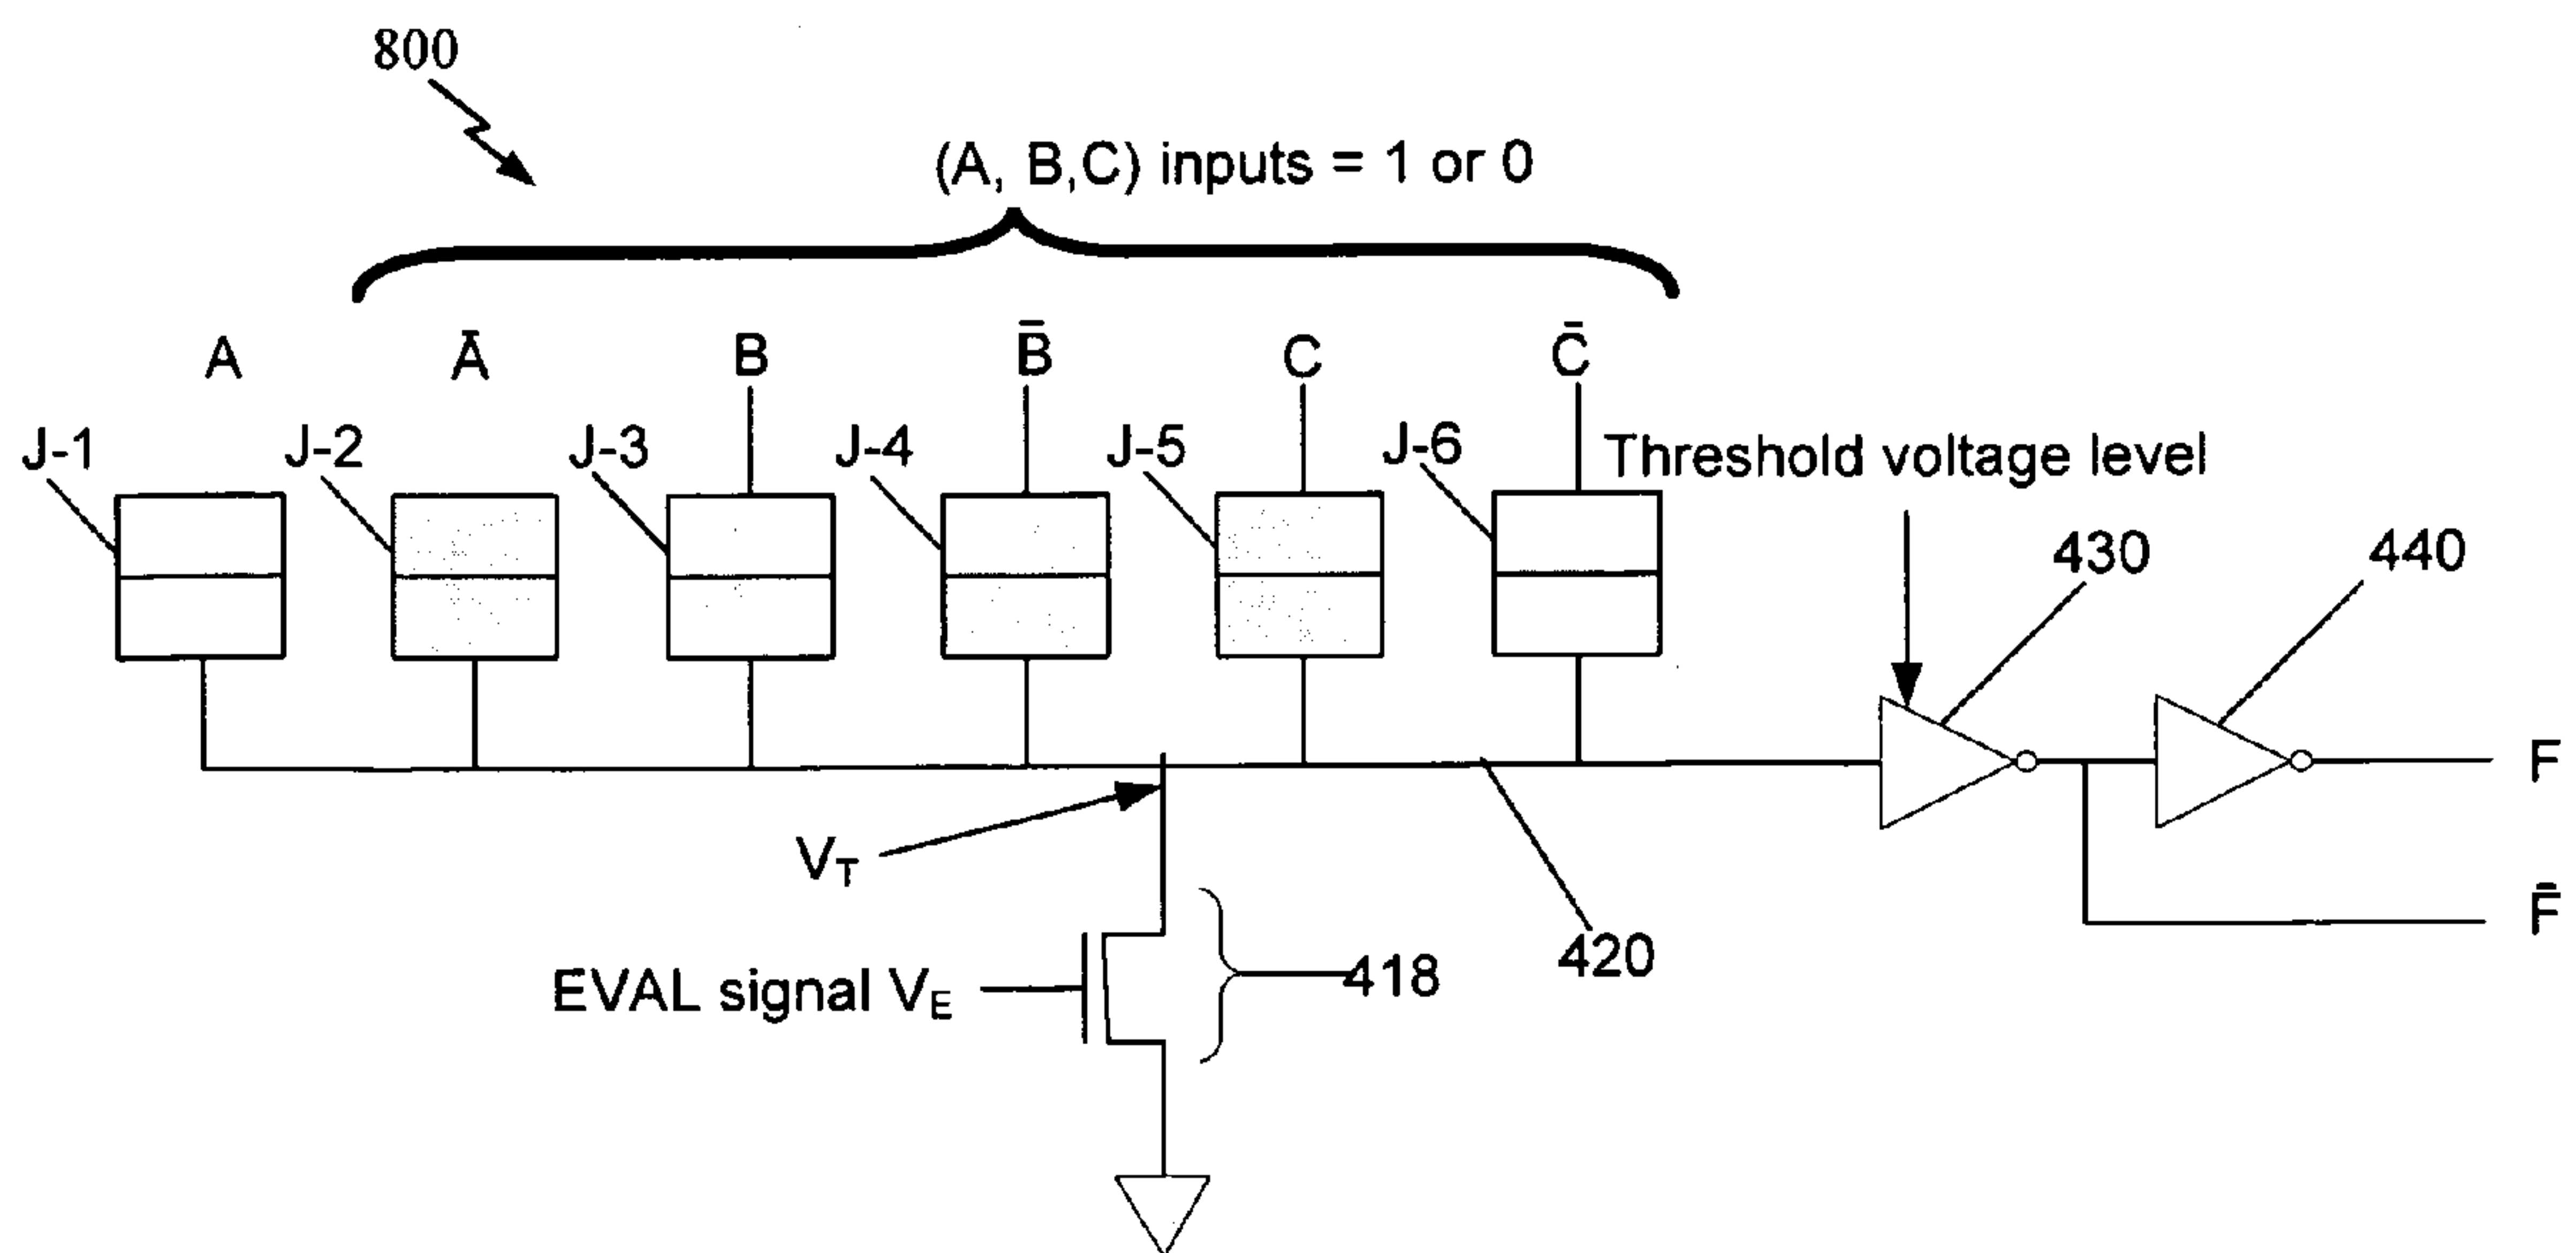 800
(A, B,C) inputs = 1 or 0
A Ā B B̄ C C̄
J-1 J-2 J-3 J-4 J-5 J-6 Threshold voltage level
430 440
F
V_T
F̄
420
EVAL signal V_E 418